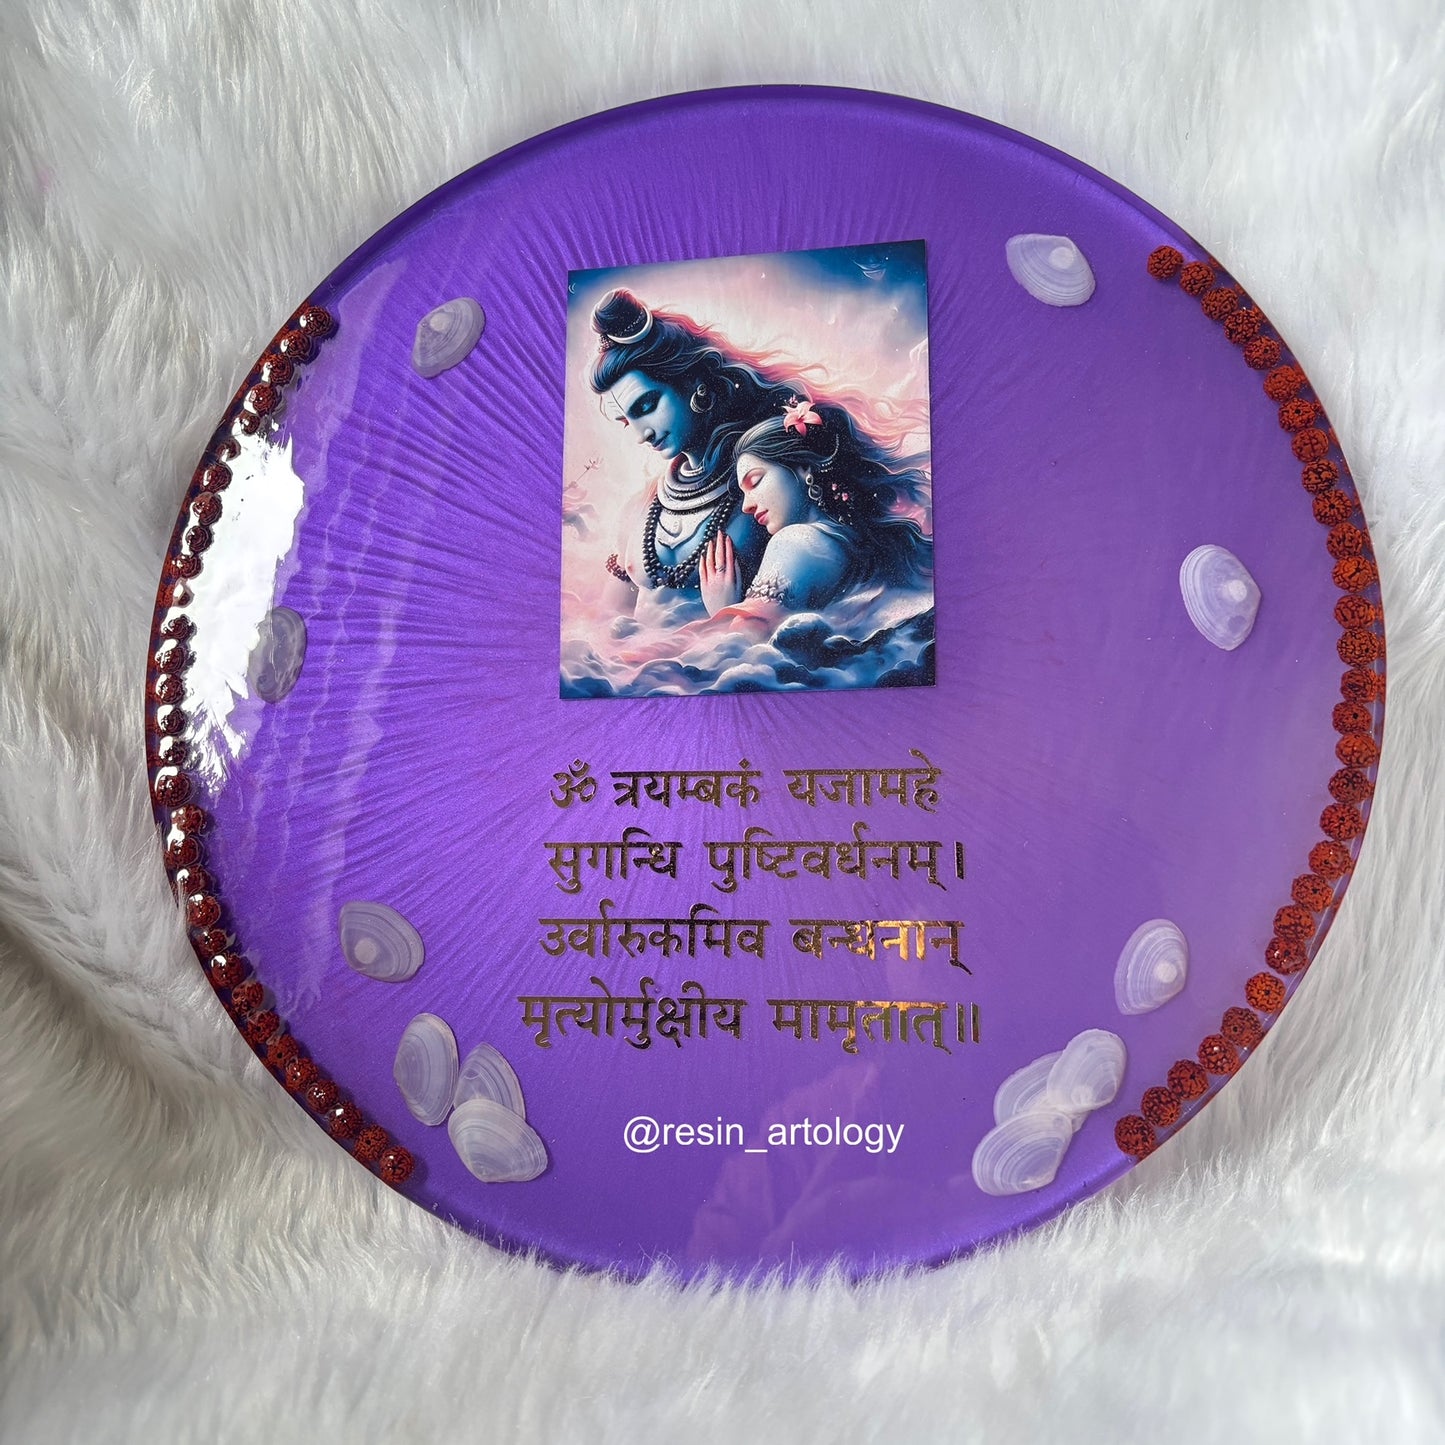 ॐ त्रयम्बकं यजामहे
सुगन्धि पुष्टिवर्धनम्।
उर्वारुकमिव बन्धनान्
मृत्योर्मुक्षीय मामृतात्॥
@resin_artology